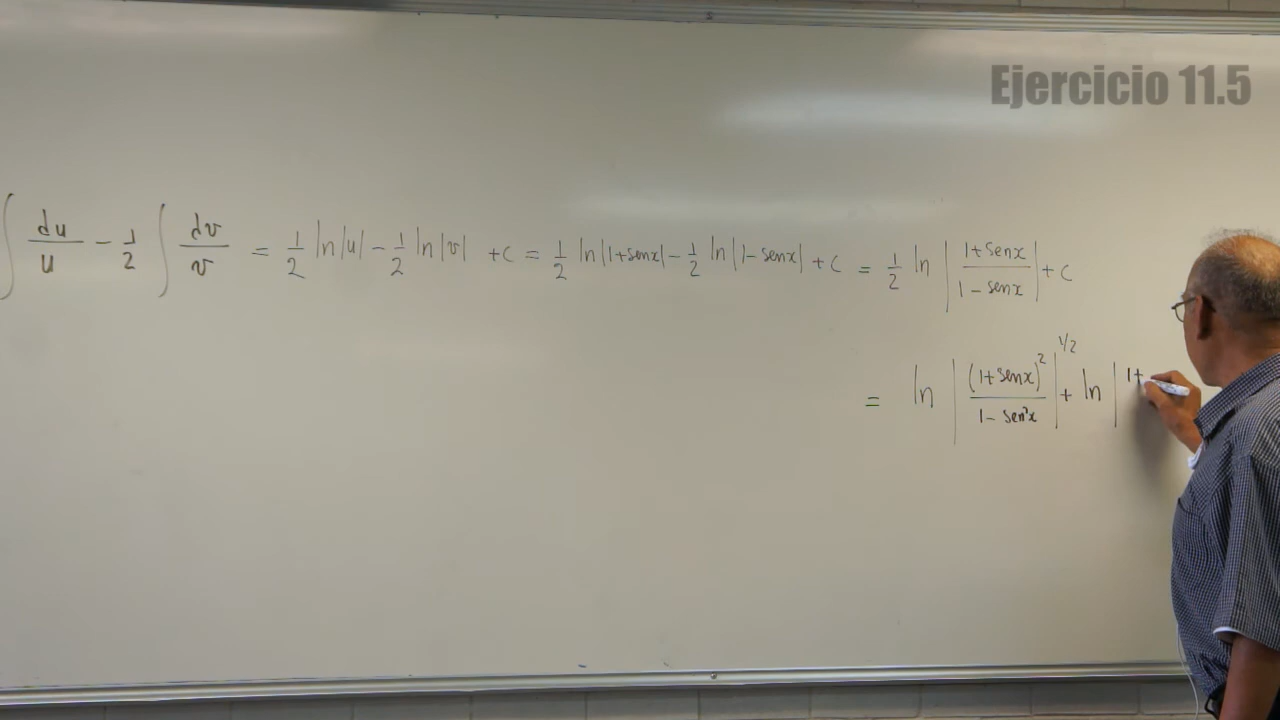 Ejercicio 11.5
∫ du/u - 1/2 ∫ dv/v = 1/2 ln|u| - 1/2 ln|v| + c = 1/2 ln|1+senx| - 1/2 ln|1-senx| + c = 1/2 ln |(1+senx)/(1-senx)| + c
= ln |(1+senx)²/(1-sen²x)|^1/2 + ln | 1+